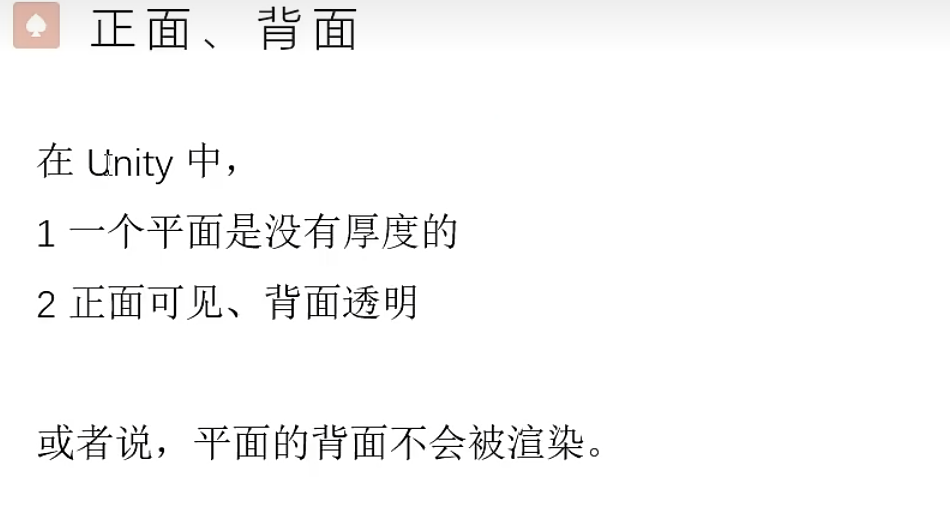 正面、背面
在 Unity 中，
1 一个平面是没有厚度的
2 正面可见、背面透明
或者说，平面的背面不会被渲染。